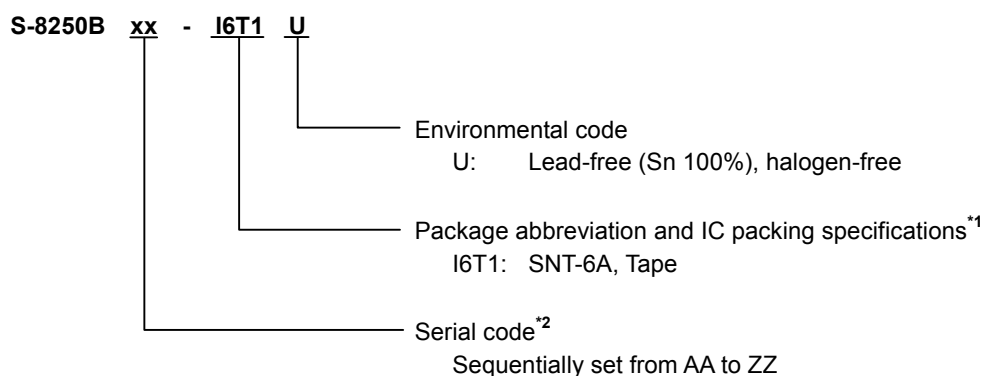 S-8250B xx - I6T1 U
Environmental code
U: Lead-free (Sn 100%), halogen-free
Package abbreviation and IC packing specifications*1
I6T1: SNT-6A, Tape
Serial code*2
Sequentially set from AA to ZZ